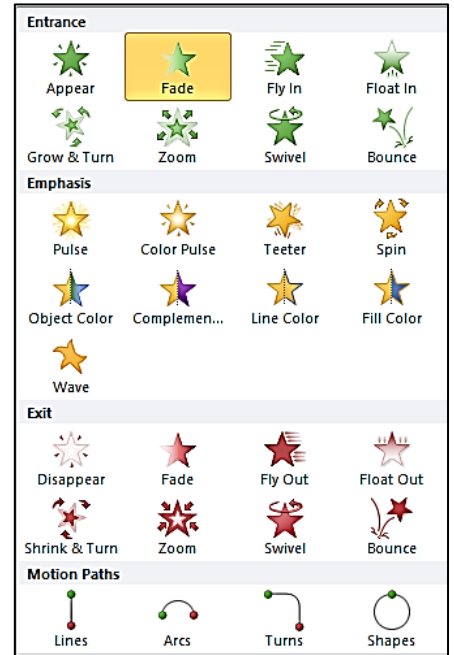 Entrance
Appear Fade Fly In Float In
Grow & Turn Zoom Swivel Bounce
Emphasis
Pulse Color Pulse Teeter Spin
Object Color Complemen... Line Color Fill Color
Wave
Exit
Disappear Fade Fly Out Float Out
Shrink & Turn Zoom Swivel Bounce
Motion Paths
Lines Arcs Turns Shapes